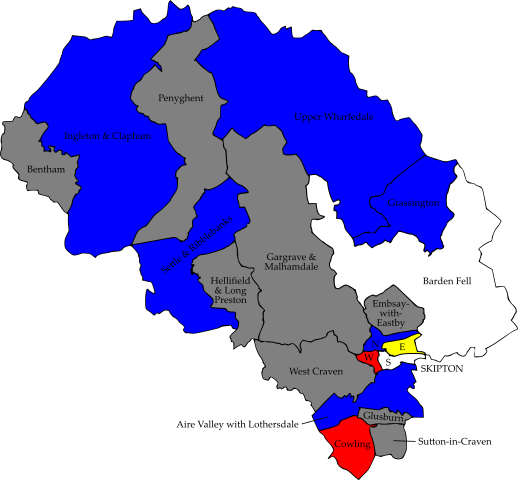 Penyghent
Upper Wharfedale
Ingleton & Clapham
Bentham
Grassington
Settle & Ribblebanks
Gargrave &
Malhamdale
Barden Fell
Hellifield
& Long
Preston
Embsay-
with-
Eastby
N
E
W
S
SKIPTON
West Craven
Glusburn
Aire Valley with Lothersdale
Cowling
Sutton-in-Craven